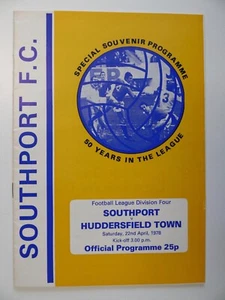 SOUTHPORT F.C.
SPECIAL SOUVENIR PROGRAMME
50 YEARS IN THE LEAGUE
Football League Division Four
SOUTHPORT
v
HUDDERSFIELD TOWN
Saturday, 22nd April, 1978
Kick-off 3.00 p.m.
Official Programme 25p